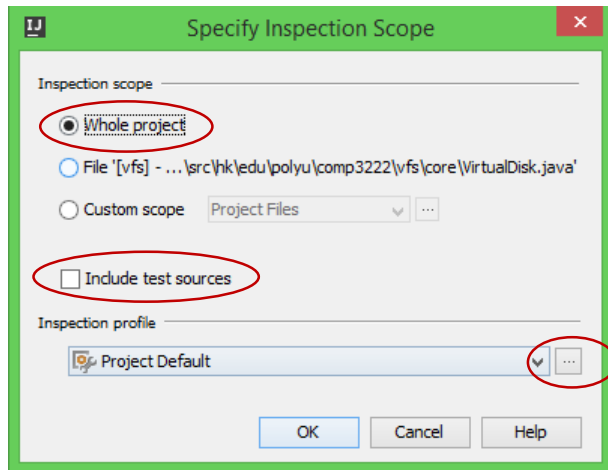 IJ
Specify Inspection Scope
×
Inspection scope
Whole project
File '[vfs] - ...\src\hk\edu\polyu\comp3222\vfs\core\VirtualDisk.java'
Custom scope Project Files ...
Include test sources
Inspection profile
Project Default ...
OK Cancel Help